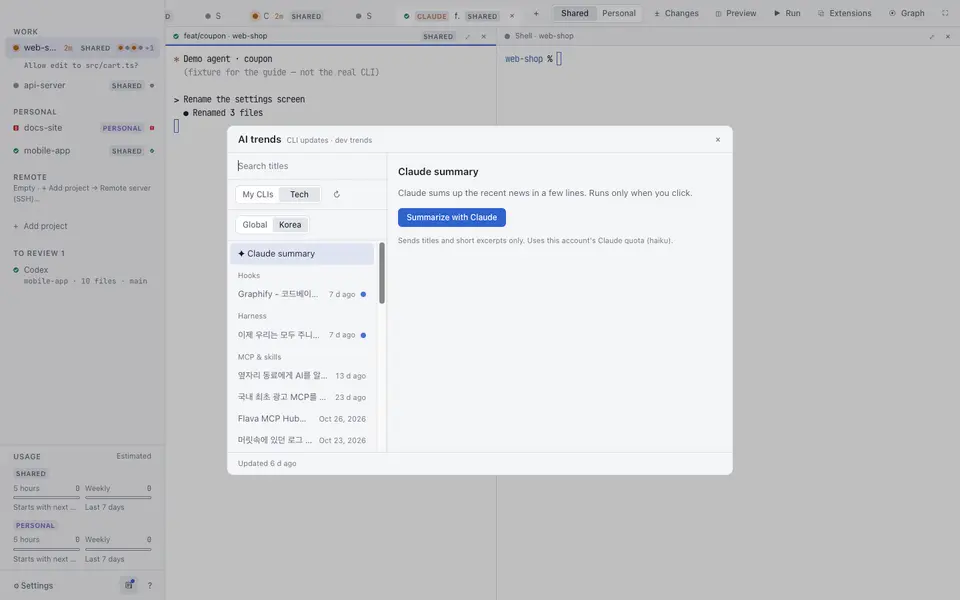 WORK
web-s... 2m SHARED +1
Allow edit to src/cart.ts?
api-server SHARED
PERSONAL
docs-site PERSONAL
mobile-app SHARED
REMOTE
Empty · + Add project → Remote server (SSH)...
+ Add project
TO REVIEW 1
Codex
mobile-app · 10 files · main
USAGE Estimated
SHARED
5 hours 0 Weekly 0
Starts with next ... Last 7 days
PERSONAL
5 hours 0 Weekly 0
Starts with next ... Last 7 days
Settings ?
D S C 2m SHARED S CLAUDE f. SHARED × + Shared Personal Changes Preview Run Extensions Graph
feat/coupon · web-shop SHARED ×
Demo agent · coupon
(fixture for the guide — not the real CLI)
> Rename the settings screen
● Renamed 3 files
Shell · web-shop ×
web-shop %
AI trends CLI updates · dev trends ×
Search titles
My CLIs Tech ↻
Global Korea
✦ Claude summary
Hooks
Graphify - 코드베이... 7 d ago
Harness
이제 우리는 모두 주니... 7 d ago
MCP & skills
옆자리 동료에게 AI를 알... 13 d ago
국내 최초 광고 MCP를 ... 23 d ago
Flava MCP Hub... Oct 26, 2026
머릿속에 있던 로그 ... Oct 23, 2026
Updated 6 d ago
Claude summary
Claude sums up the recent news in a few lines. Runs only when you click.
Summarize with Claude
Sends titles and short excerpts only. Uses this account's Claude quota (haiku).